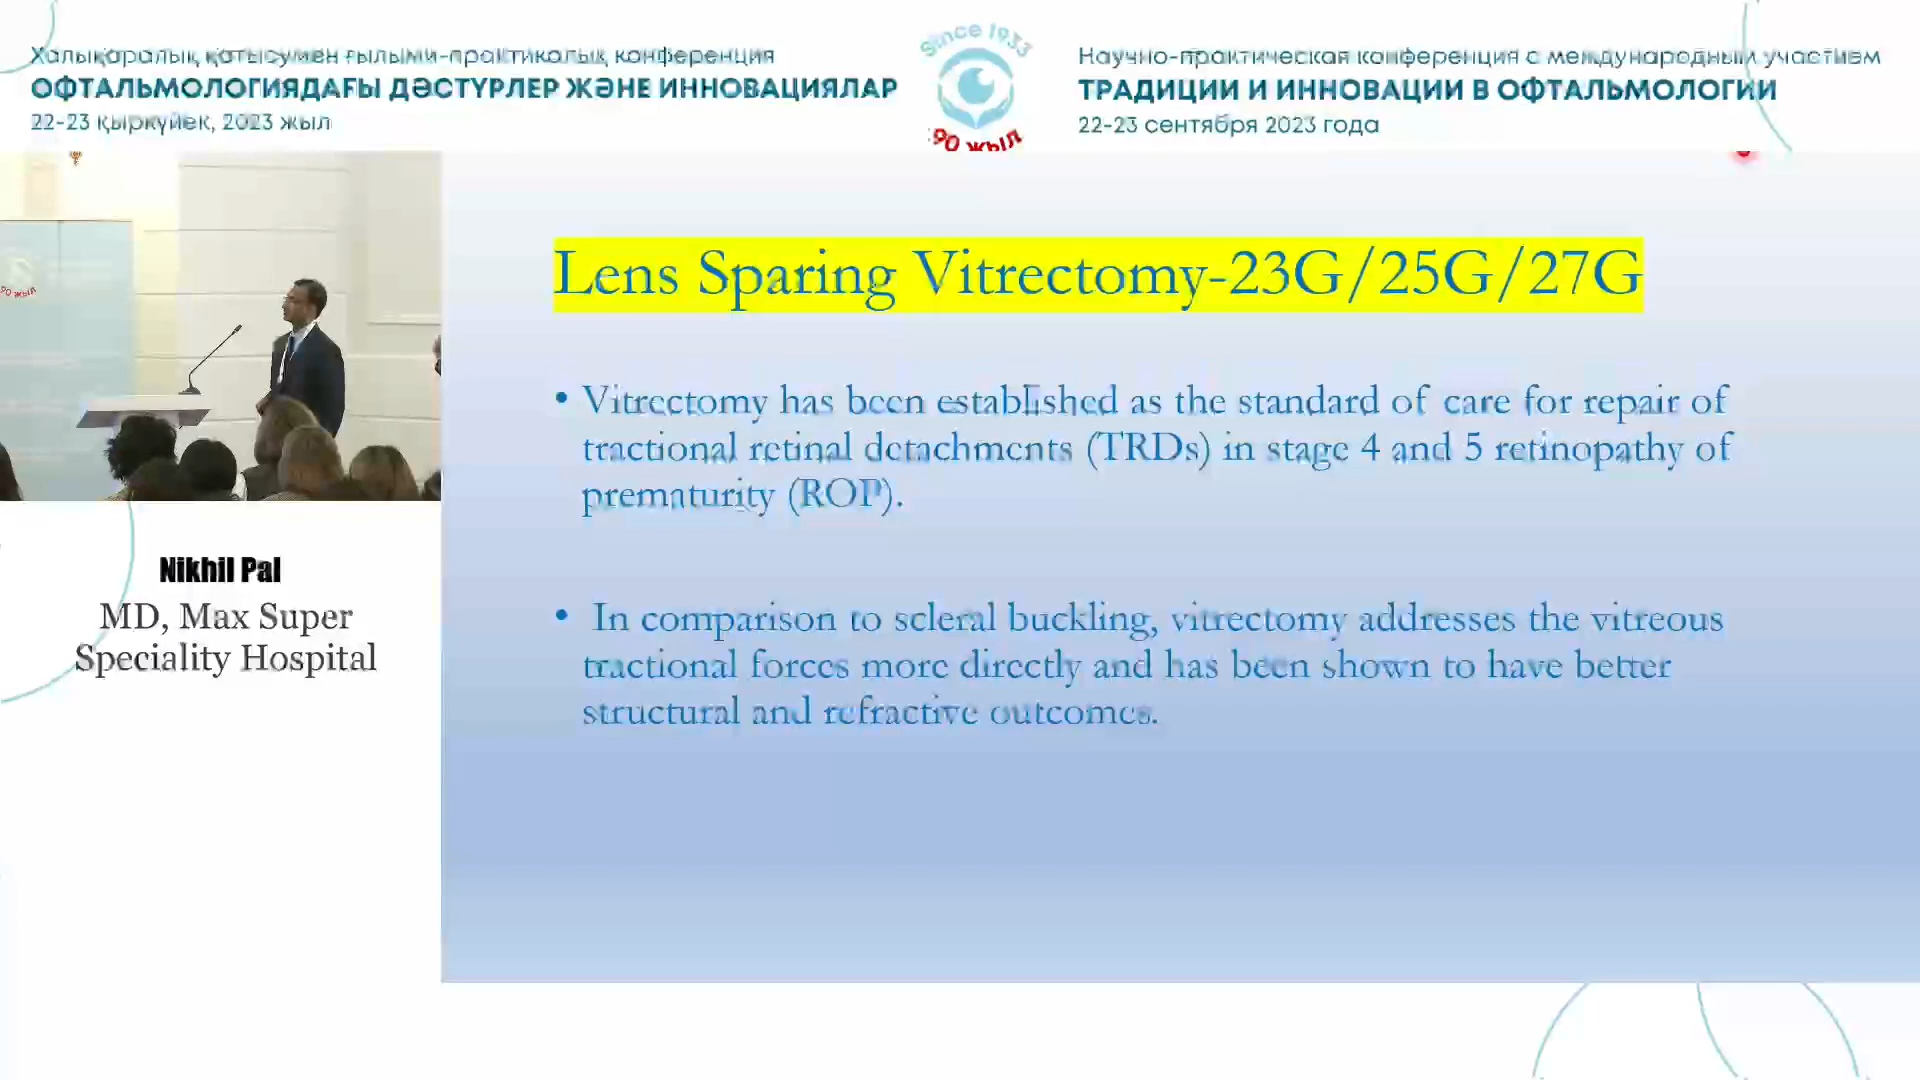 Халықаралық қатысумен ғылыми-практикалық конференция
ОФТАЛЬМОЛОГИЯДАҒЫ ДӘСТҮРЛЕР ЖӘНЕ ИННОВАЦИЯЛАР
22-23 қыркүйек, 2023 жыл
Since 1933
90 жыл
Научно-практическая конференция с международным участием
ТРАДИЦИИ И ИННОВАЦИИ В ОФТАЛЬМОЛОГИИ
22-23 сентября 2023 года
90 жыл
Nikhil Pal
MD, Max Super
Speciality Hospital
Lens Sparing Vitrectomy-23G/25G/27G
• Vitrectomy has been established as the standard of care for repair of
tractional retinal detachments (TRDs) in stage 4 and 5 retinopathy of
prematurity (ROP).
• In comparison to scleral buckling, vitrectomy addresses the vitreous
tractional forces more directly and has been shown to have better
structural and refractive outcomes.